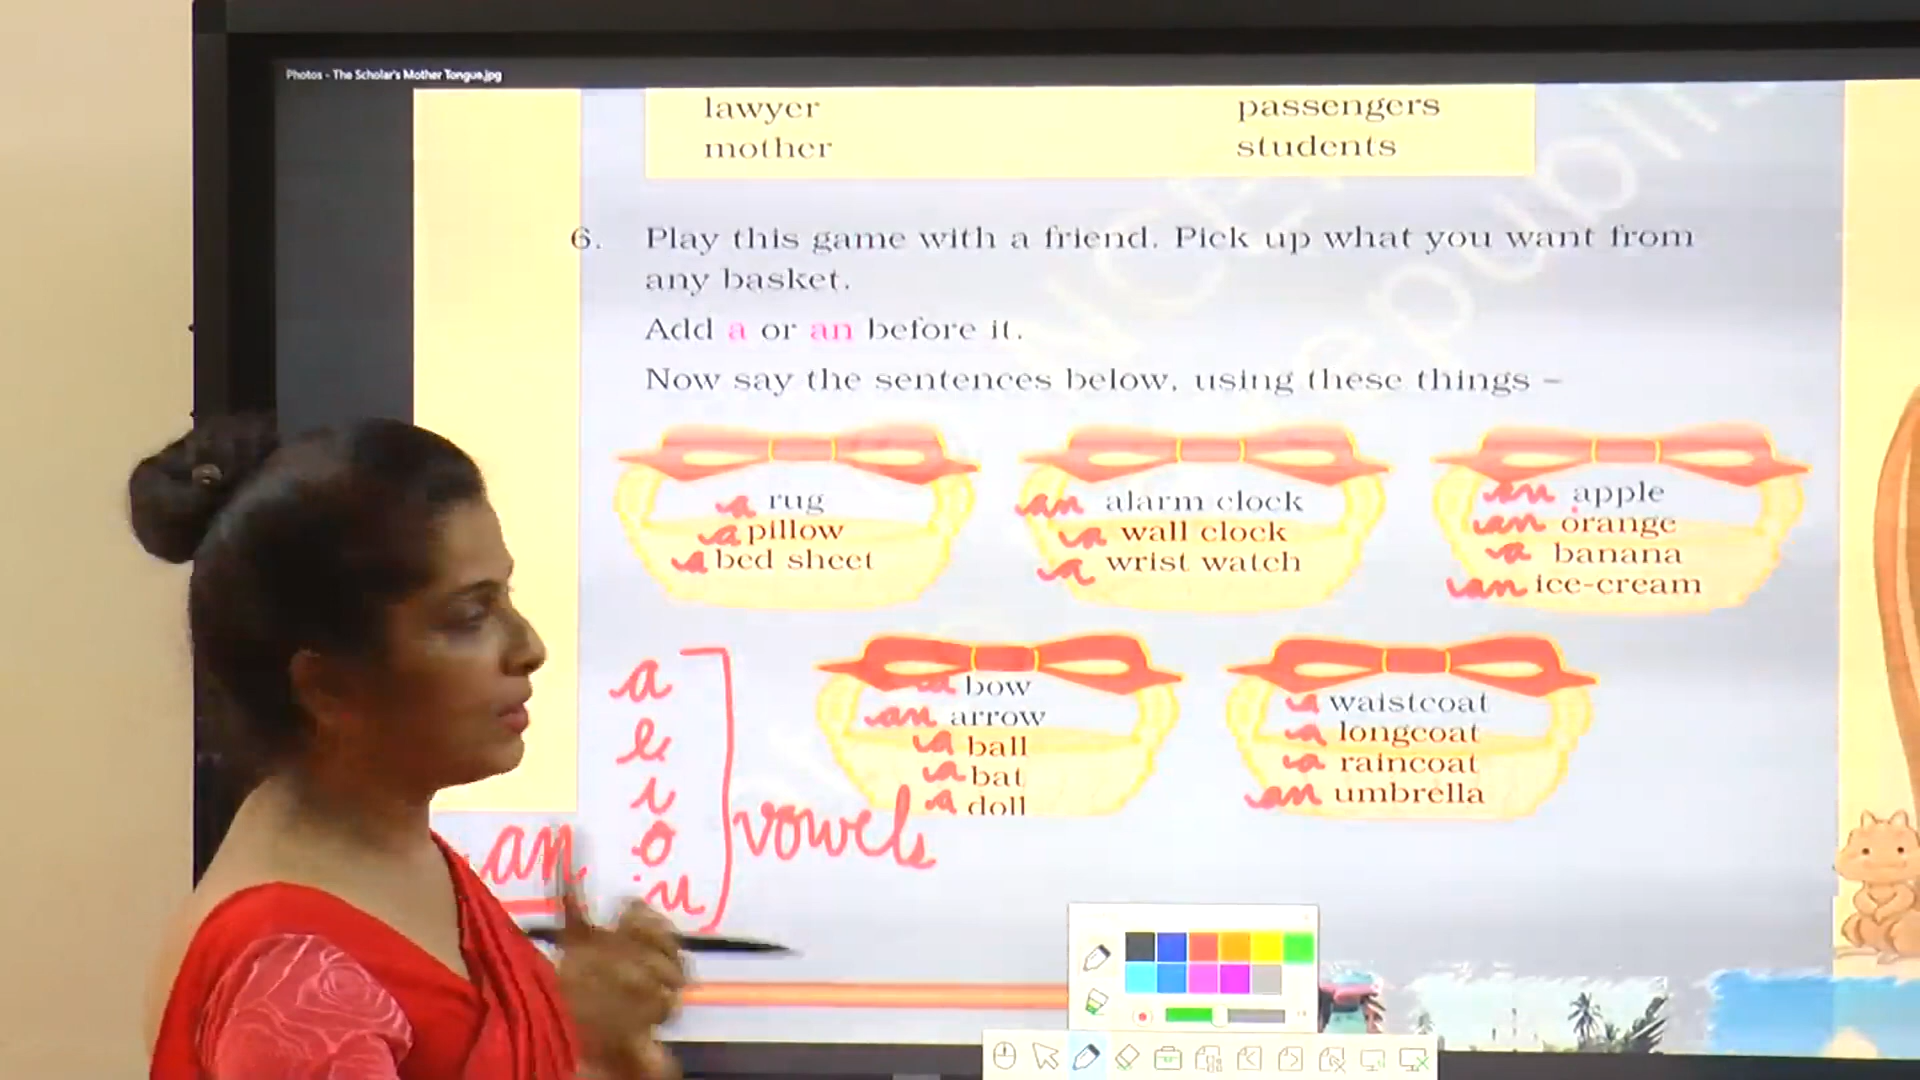 Photos - The Scholar's Mother Tongue.jpg
lawyer passengers
mother students
6. Play this game with a friend. Pick up what you want from
any basket.
Add a or an before it.
Now say the sentences below, using these things –
a rug
a pillow
a bed sheet
an alarm clock
a wall clock
a wrist watch
an apple
an orange
a banana
an ice-cream
a bow
an arrow
a ball
a bat
a doll
a waistcoat
a longcoat
a raincoat
an umbrella
an
a
e
i
o
u
vowels